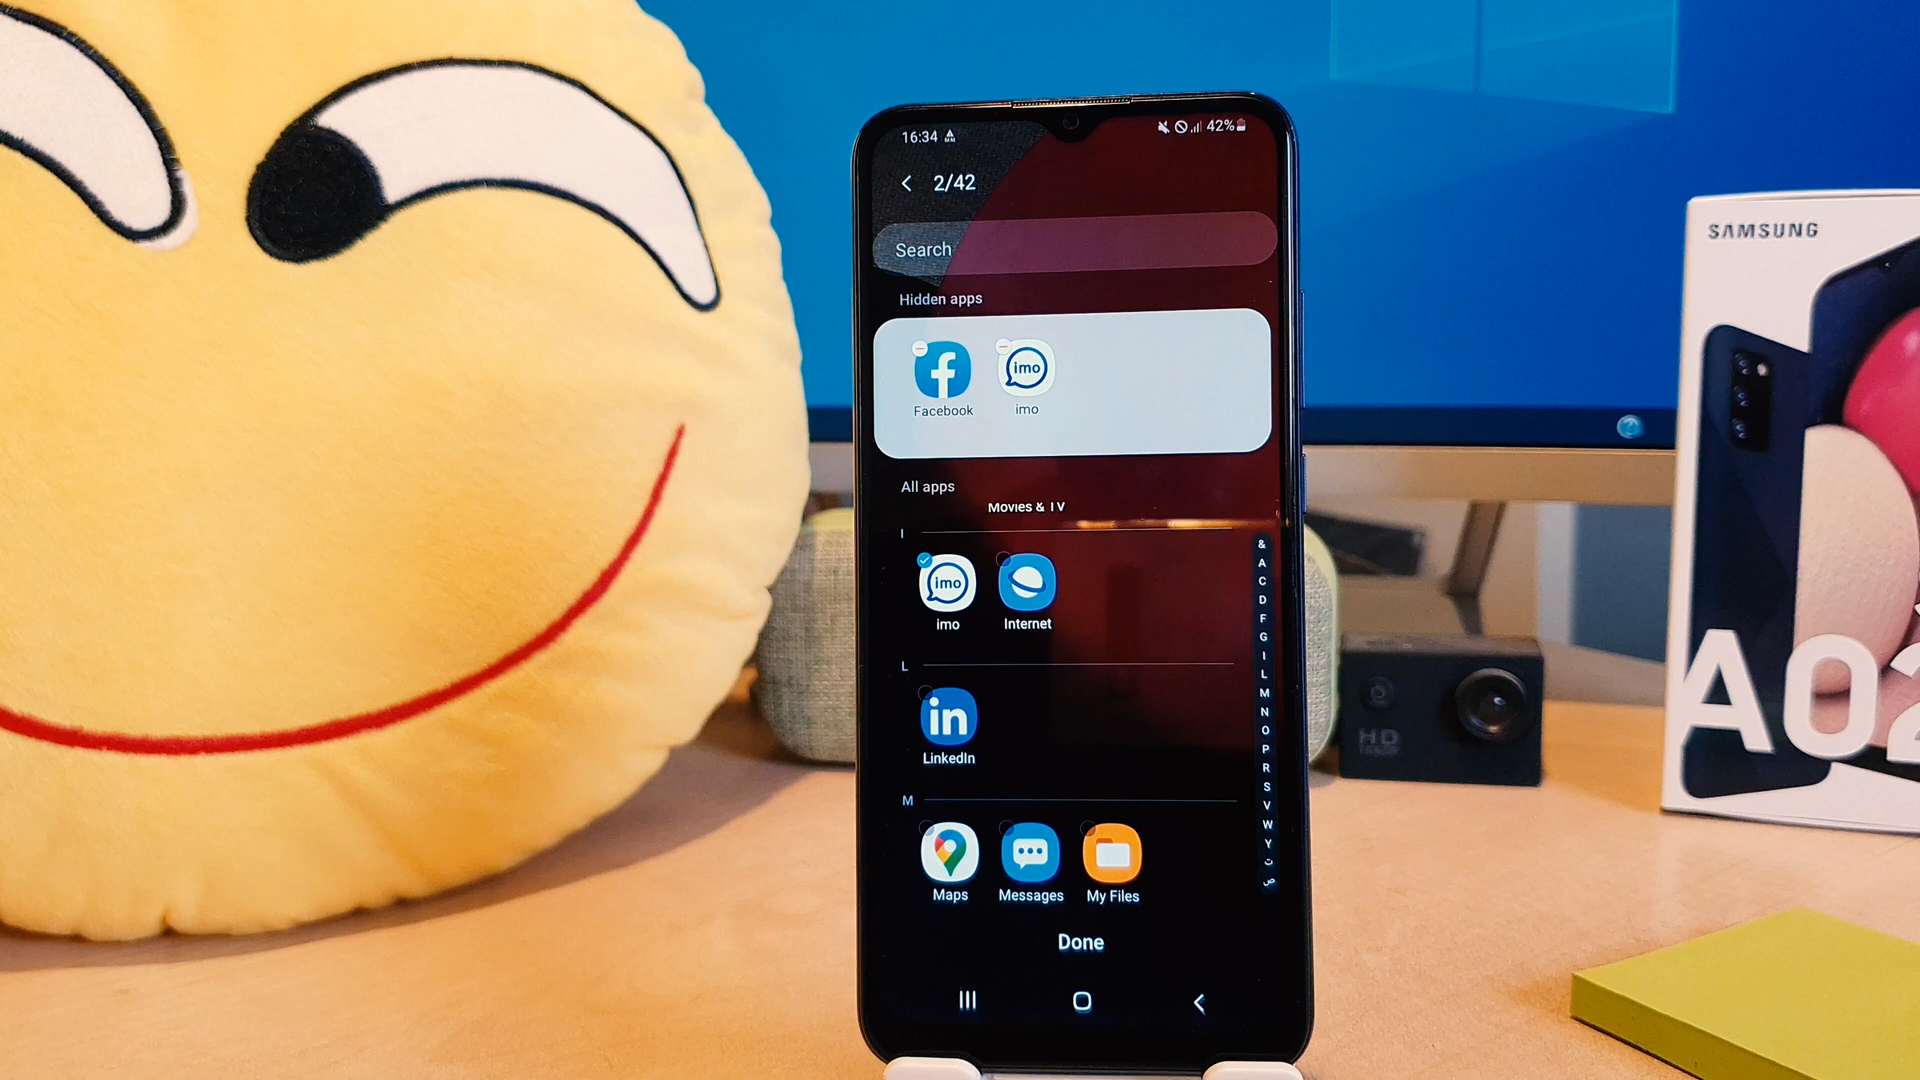 16:34
42%
2/42
Search
Hidden apps
imo
Facebook
imo
All apps
Movies & TV
I
imo
imo
Internet
L
in
LinkedIn
M
Maps
Messages
My Files
&
A
C
D
F
G
I
L
M
N
O
P
R
S
V
W
Y
ت
ص
Done
HD
SAMSUNG
A02